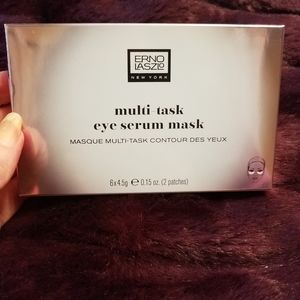 ERNO
LASZLO
NEW YORK
multi-task
eye serum mask
MASQUE MULTI-TASK CONTOUR DES YEUX
6x4.5g ℮ 0.15 oz. (2 patches)